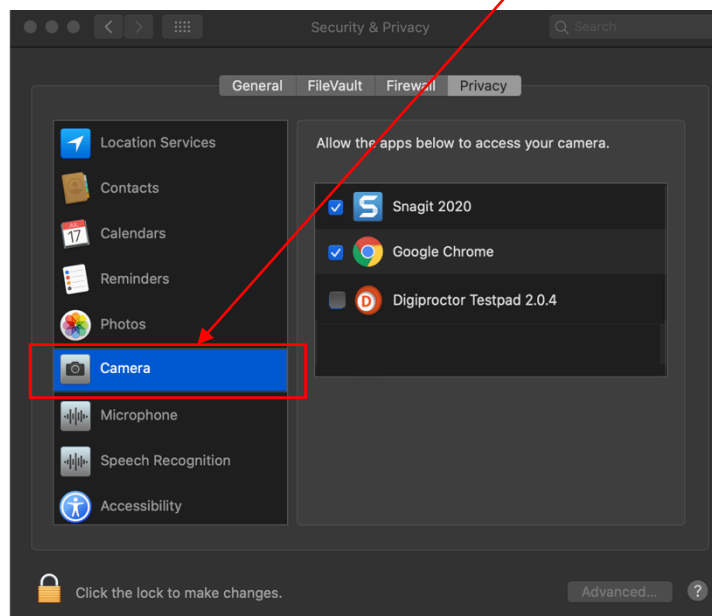 Security & Privacy
Search
General FileVault Firewall Privacy
Location Services
Contacts
JUL
17
Calendars
Reminders
Photos
Camera
Microphone
Speech Recognition
Accessibility
Allow the apps below to access your camera.
S Snagit 2020
Google Chrome
D Digiproctor Testpad 2.0.4
Click the lock to make changes.
Advanced...
?